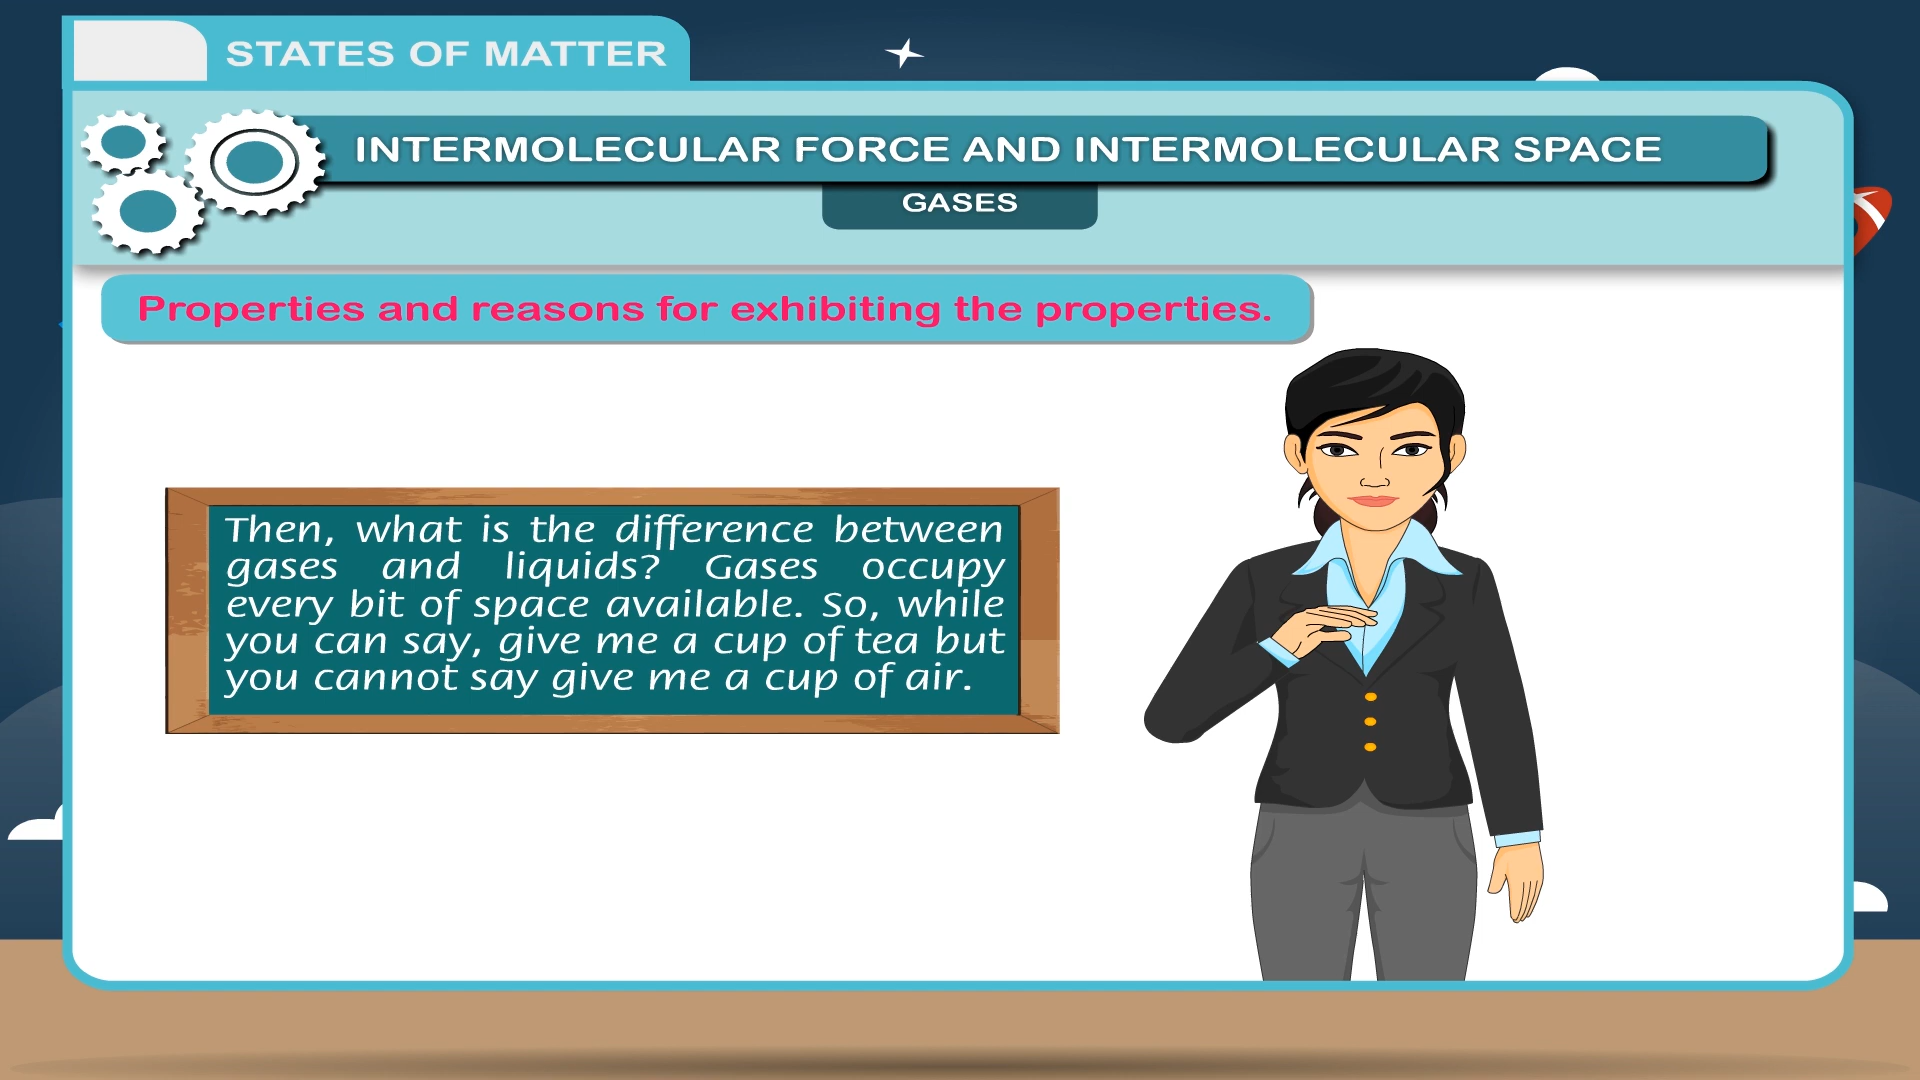 STATES OF MATTER
INTERMOLECULAR FORCE AND INTERMOLECULAR SPACE
GASES
Properties and reasons for exhibiting the properties.
Then, what is the difference between
gases and liquids? Gases occupy
every bit of space available. So, while
you can say, give me a cup of tea but
you cannot say give me a cup of air.